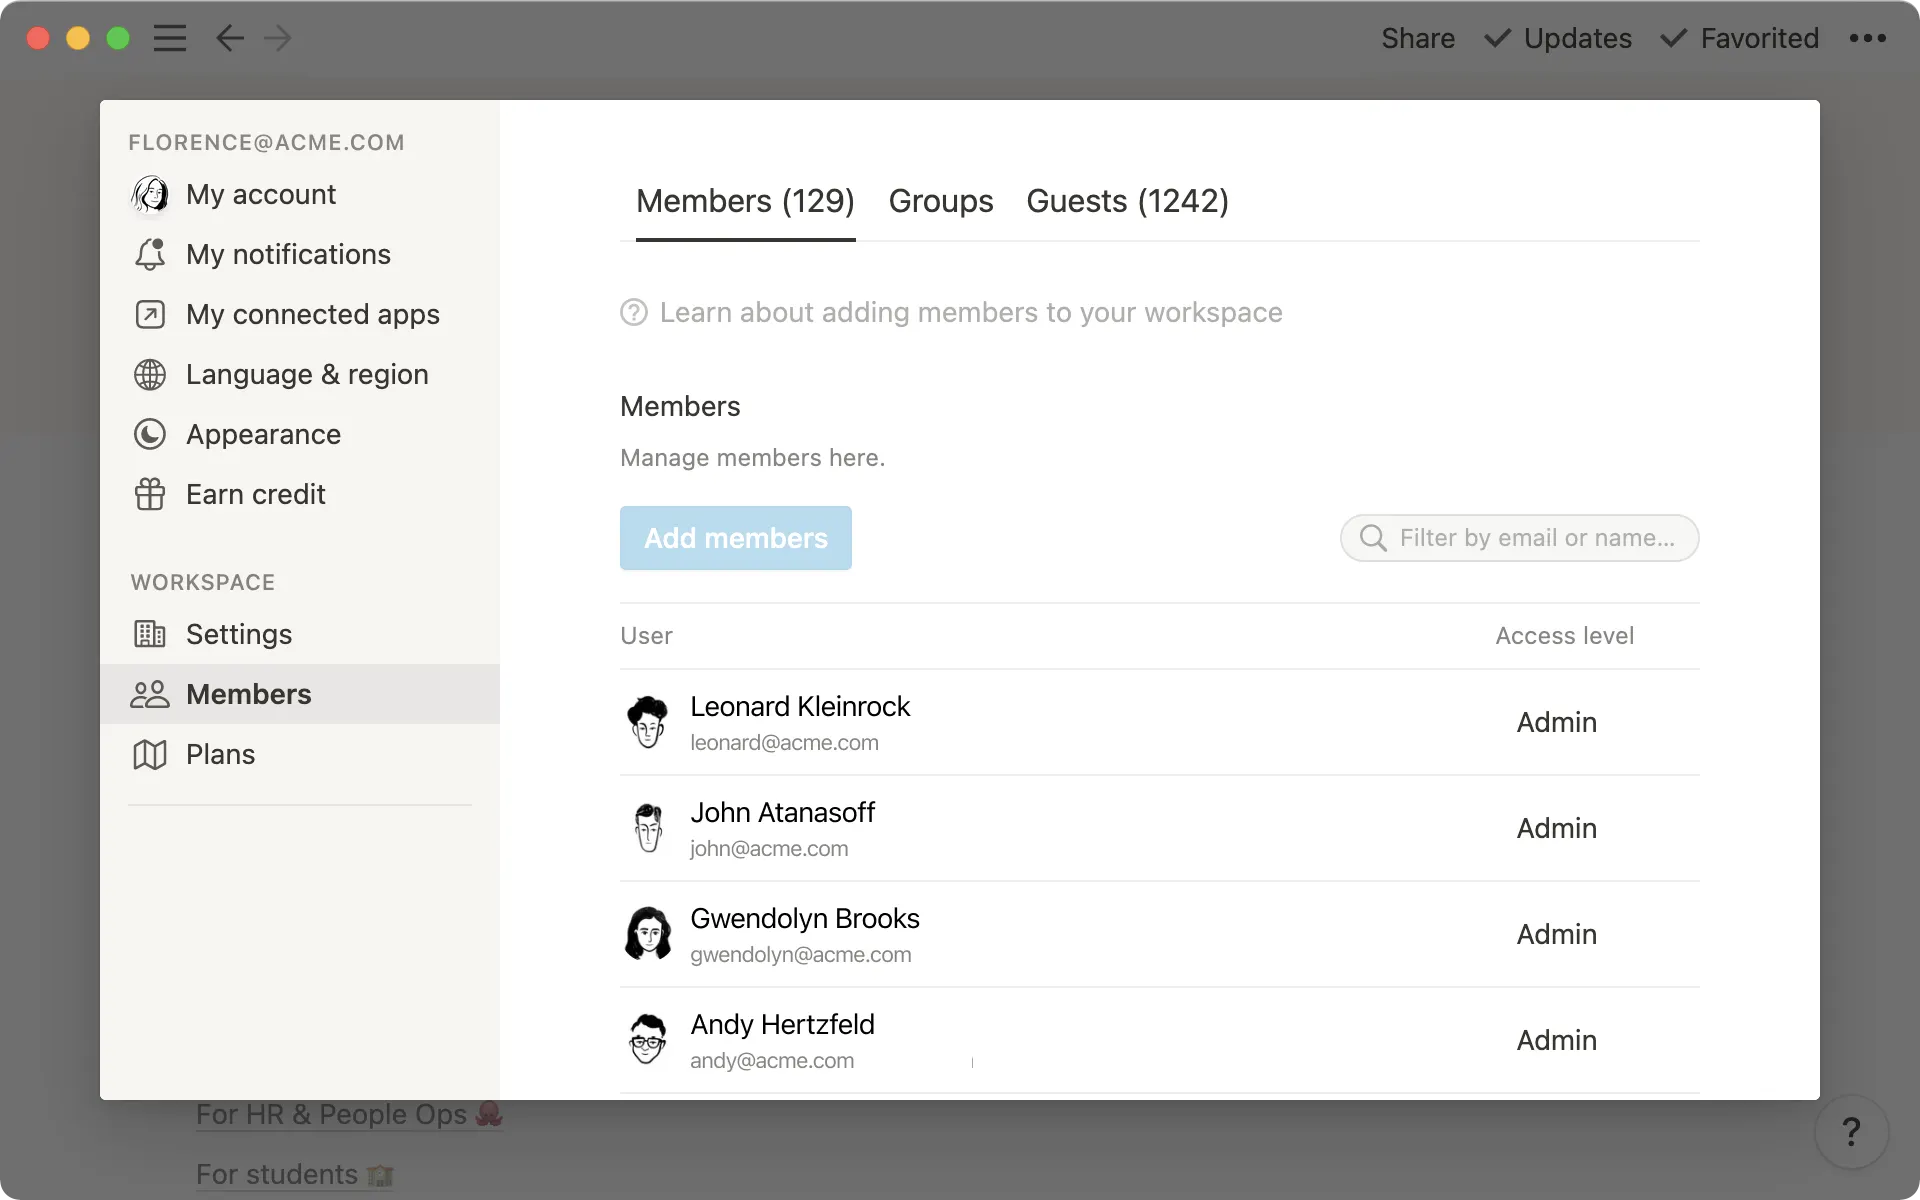 Share Updates Favorited •••
FLORENCE@ACME.COM
My account
My notifications
My connected apps
Language & region
Appearance
Earn credit
WORKSPACE
Settings
Members
Plans
Members (129) Groups Guests (1242)
? Learn about adding members to your workspace
Members
Manage members here.
Add members
Filter by email or name...
User Access level
Leonard Kleinrock
leonard@acme.com
Admin
John Atanasoff
john@acme.com
Admin
Gwendolyn Brooks
gwendolyn@acme.com
Admin
Andy Hertzfeld
andy@acme.com
Admin
For HR & People Ops 🐙
For students 🏫
?